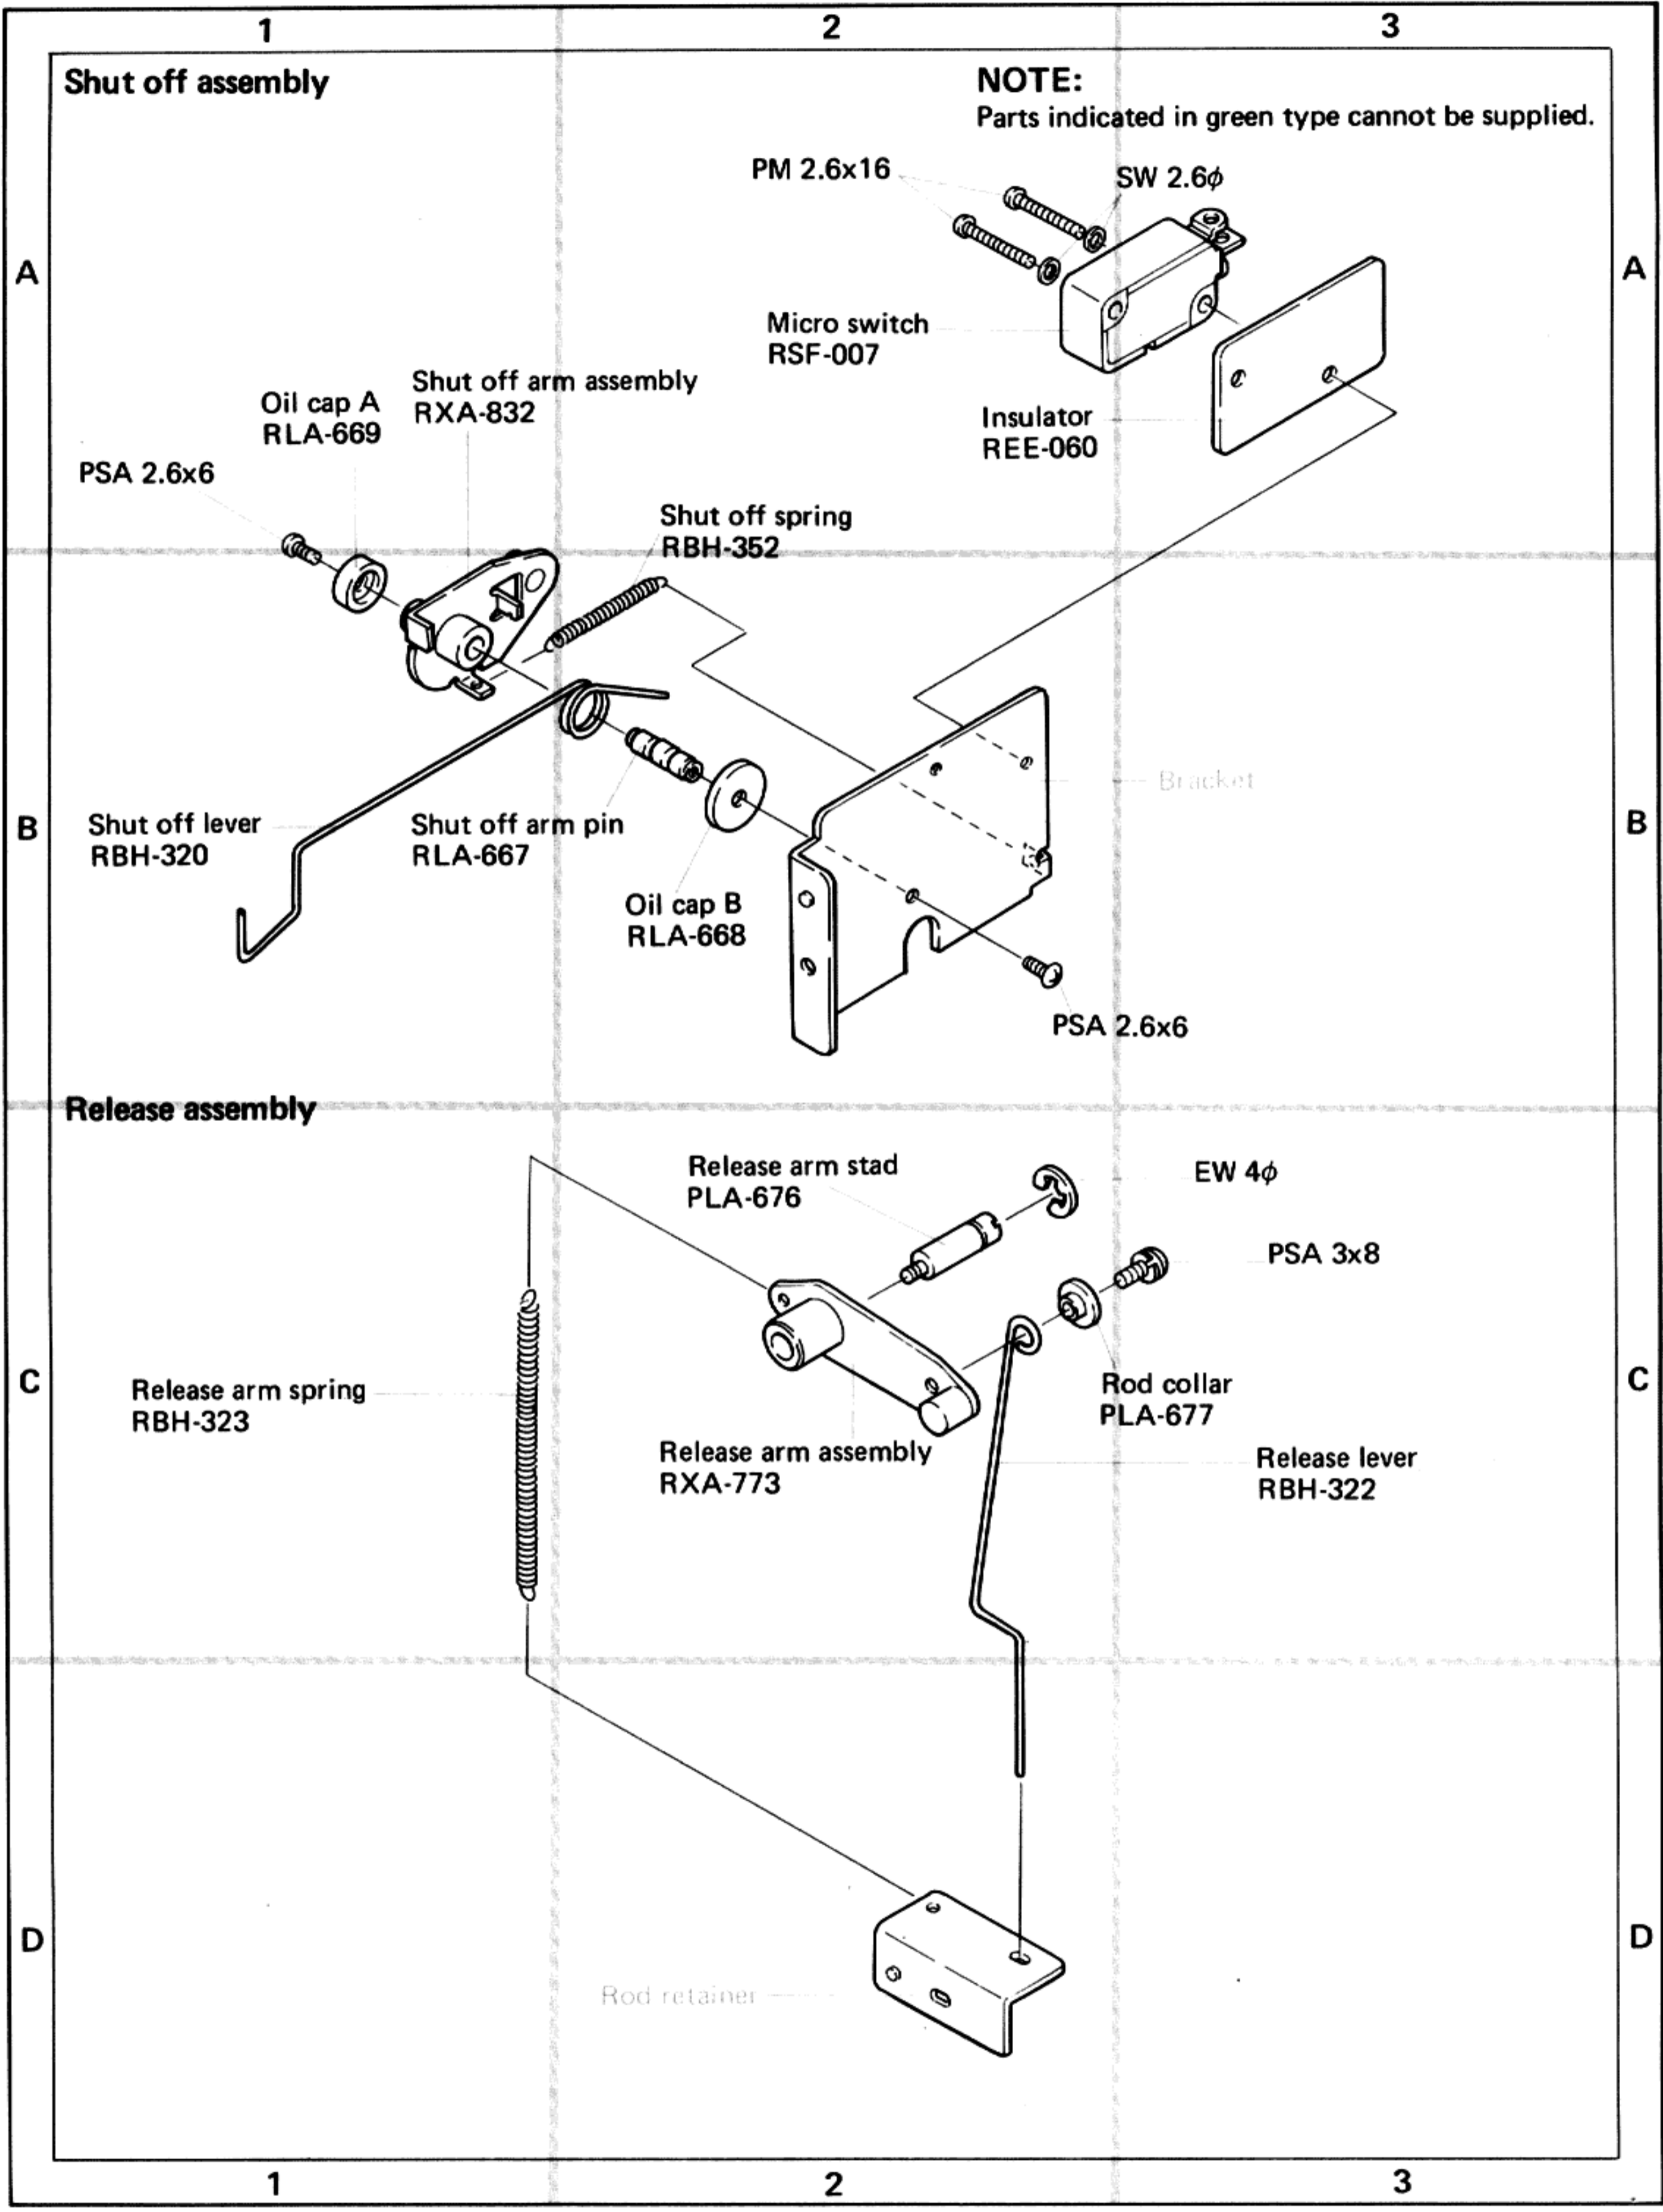 1 2 3
Shut off assembly
NOTE:
Parts indicated in green type cannot be supplied.
PM 2.6x16
SW 2.6ϕ
A A
Micro switch
RSF-007
Shut off arm assembly
RXA-832
Oil cap A
RLA-669
Insulator
REE-060
PSA 2.6x6
Shut off spring
RBH-352
Bracket
B B
Shut off lever
RBH-320
Shut off arm pin
RLA-667
Oil cap B
RLA-668
PSA 2.6x6
Release assembly
Release arm stad
PLA-676
EW 4ϕ
PSA 3x8
C C
Release arm spring
RBH-323
Rod collar
PLA-677
Release arm assembly
RXA-773
Release lever
RBH-322
D D
Rod retainer
1 2 3